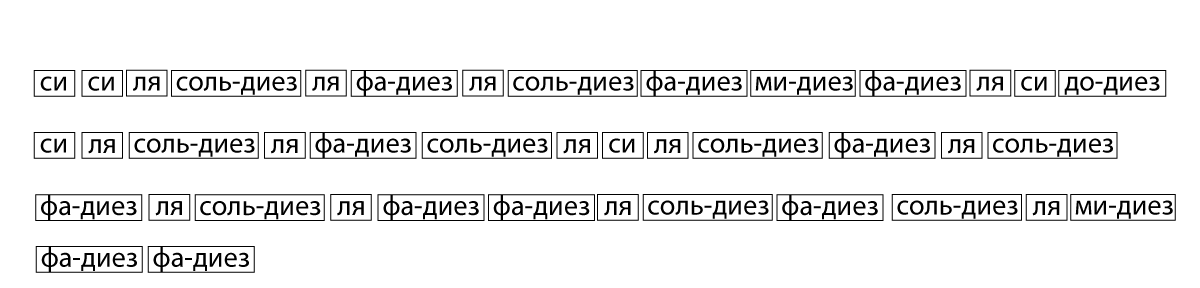 си си ля соль-диез ля фа-диез ля соль-диез фа-диез ми-диез фа-диез ля си до-диез
си ля соль-диез ля фа-диез соль-диез ля си ля соль-диез фа-диез ля соль-диез
фа-диез ля соль-диез ля фа-диез фа-диез ля соль-диез фа-диез соль-диез ля ми-диез
фа-диез фа-диез